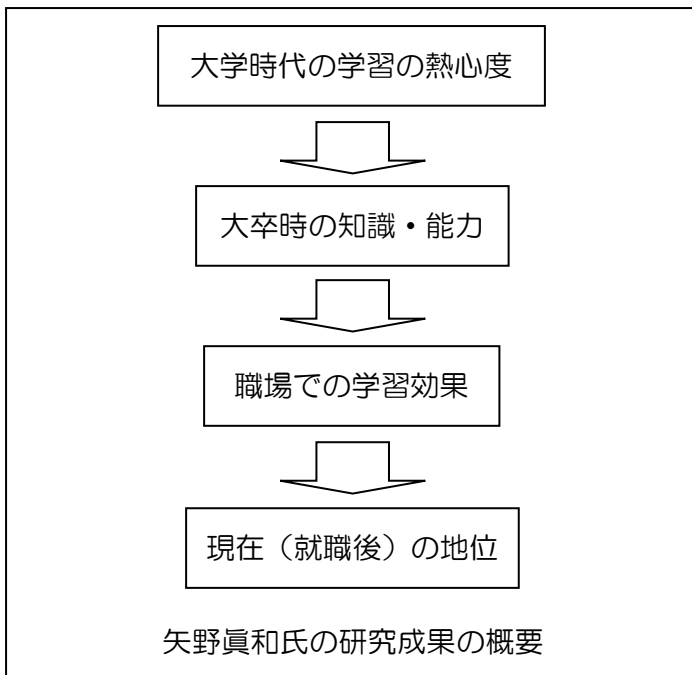 大学時代の学習の熱心度
大卒時の知識・能力
職場での学習効果
現在（就職後）の地位
矢野眞和氏の研究成果の概要